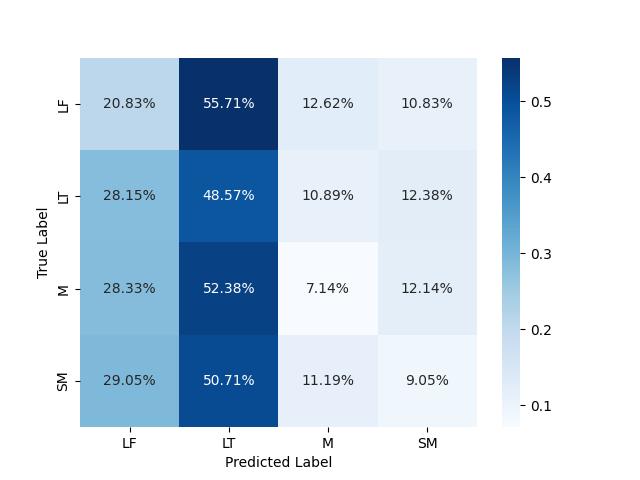 LF 20.83% 55.71% 12.62% 10.83%
0.5
LT 28.15% 48.57% 10.89% 12.38%
0.4
True Label
0.3
M 28.33% 52.38% 7.14% 12.14%
0.2
SM 29.05% 50.71% 11.19% 9.05%
0.1
LF LT M SM
Predicted Label